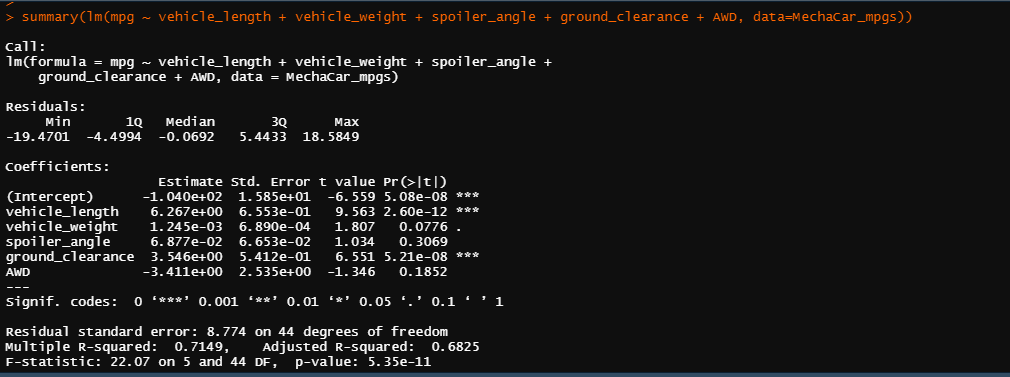 > summary(lm(mpg ~ vehicle_length + vehicle_weight + spoiler_angle + ground_clearance + AWD, data=MechaCar_mpgs))
Call:
lm(formula = mpg ~ vehicle_length + vehicle_weight + spoiler_angle +
    ground_clearance + AWD, data = MechaCar_mpgs)
Residuals:
     Min       1Q   Median       3Q      Max
-19.4701  -4.4994  -0.0692   5.4433  18.5849
Coefficients:
                   Estimate Std. Error t value Pr(>|t|)
(Intercept)      -1.040e+02  1.585e+01  -6.559 5.08e-08 ***
vehicle_length    6.267e+00  6.553e-01   9.563 2.60e-12 ***
vehicle_weight    1.245e-03  6.890e-04   1.807   0.0776 .
spoiler_angle     6.877e-02  6.653e-02   1.034   0.3069
ground_clearance  3.546e+00  5.412e-01   6.551 5.21e-08 ***
AWD              -3.411e+00  2.535e+00  -1.346   0.1852
---
Signif. codes:  0 ‘***’ 0.001 ‘**’ 0.01 ‘*’ 0.05 ‘.’ 0.1 ‘ ’ 1
Residual standard error: 8.774 on 44 degrees of freedom
Multiple R-squared:  0.7149,    Adjusted R-squared:  0.6825
F-statistic: 22.07 on 5 and 44 DF,  p-value: 5.35e-11